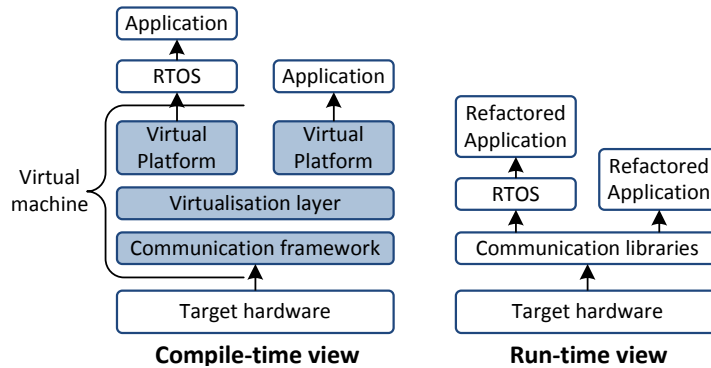 Application
RTOS
Application
Virtual
Platform
Virtual
Platform
Virtual
machine
Virtualisation layer
Communication framework
Target hardware
Compile-time view
Refactored
Application
RTOS
Refactored
Application
Communication libraries
Target hardware
Run-time view